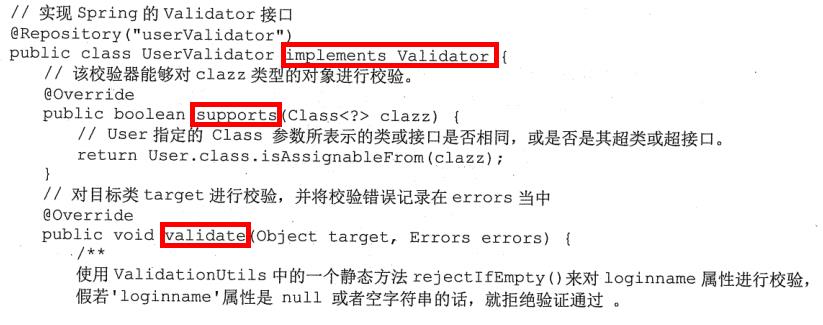 // 实现 Spring 的 Validator 接口
@Repository("userValidator")
public class UserValidator implements Validator {
// 该校验器能够对 clazz 类型的对象进行校验。
@Override
public boolean supports(Class<?> clazz) {
// User 指定的 Class 参数所表示的类或接口是否相同，或是否是其超类或超接口。
return User.class.isAssignableFrom(clazz);
}
// 对目标类 target 进行校验，并将校验错误记录在 errors 当中
@Override
public void validate(Object target, Errors errors) {
/**
使用 ValidationUtils 中的一个静态方法 rejectIfEmpty()来对 loginname 属性进行校验，
假若'loginname'属性是 null 或者空字符串的话，就拒绝验证通过 。